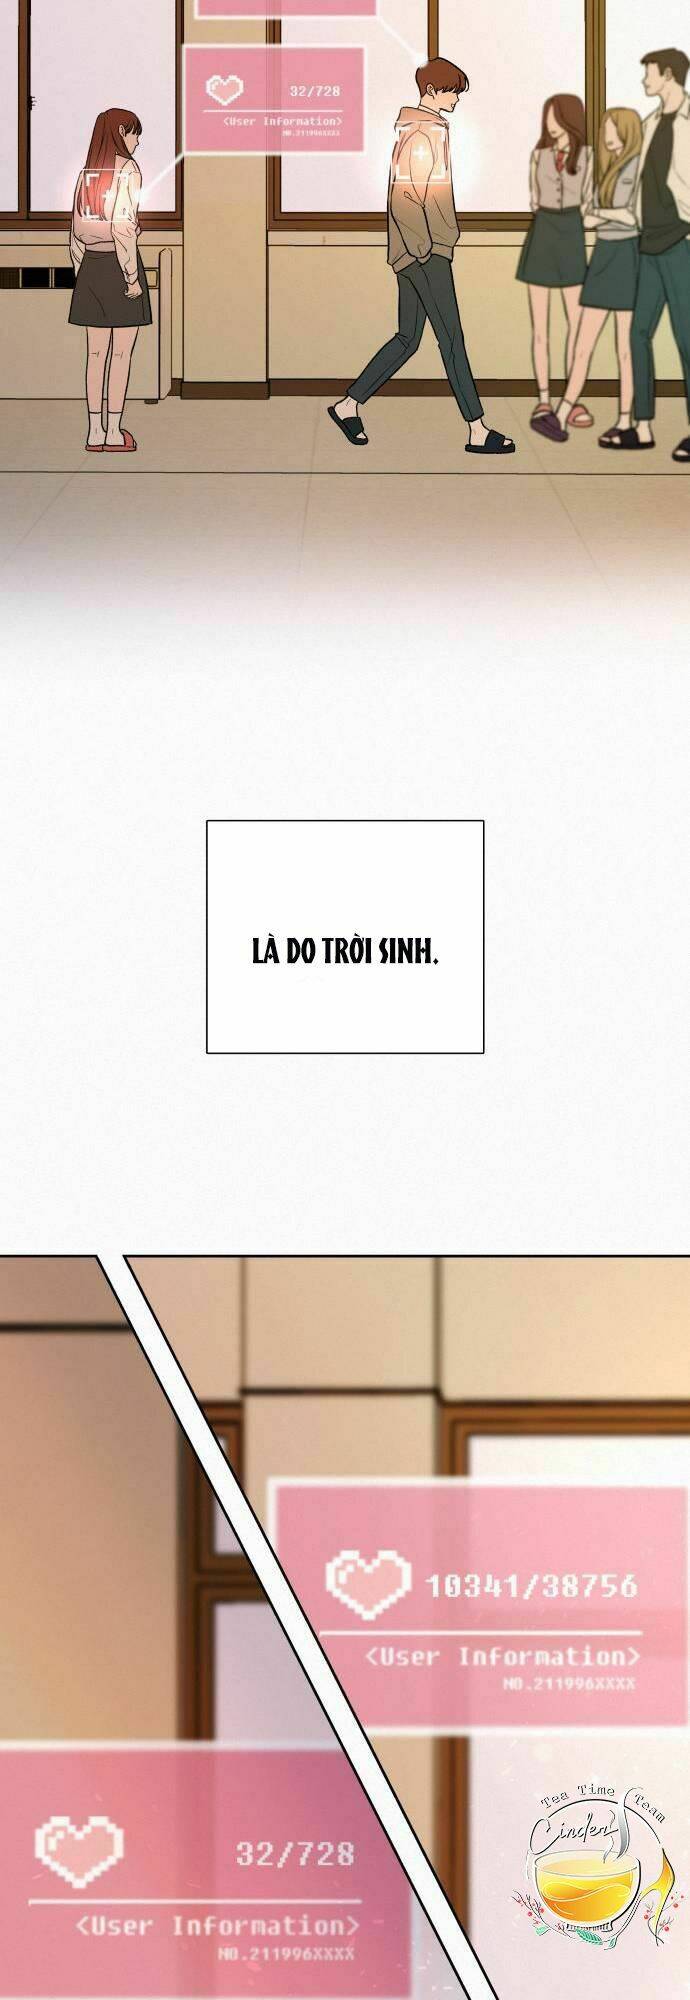 32/728
<User Information>
NO.211996XXXX
LÀ DO TRỜI SINH.
10341/38756
<User Information>
NO.211996XXXX
32/728
<User Information>
NO.211996XXXX
Tea Time Team
Cinder